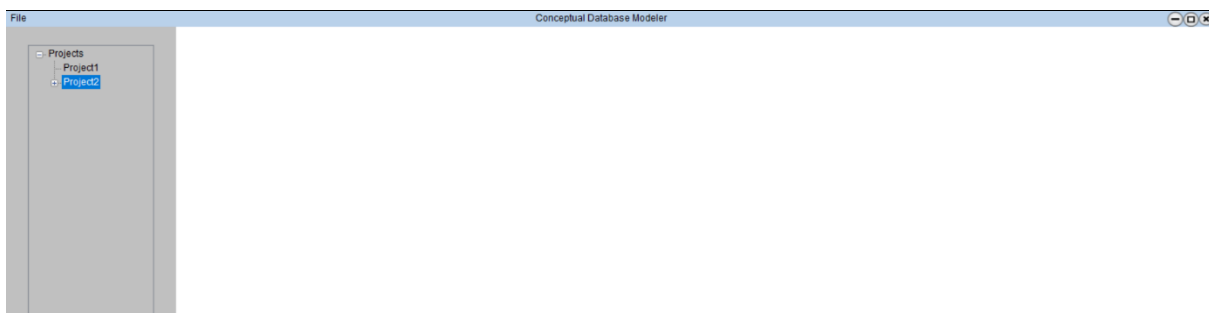 File
Conceptual Database Modeler
Projects
Project1
Project2